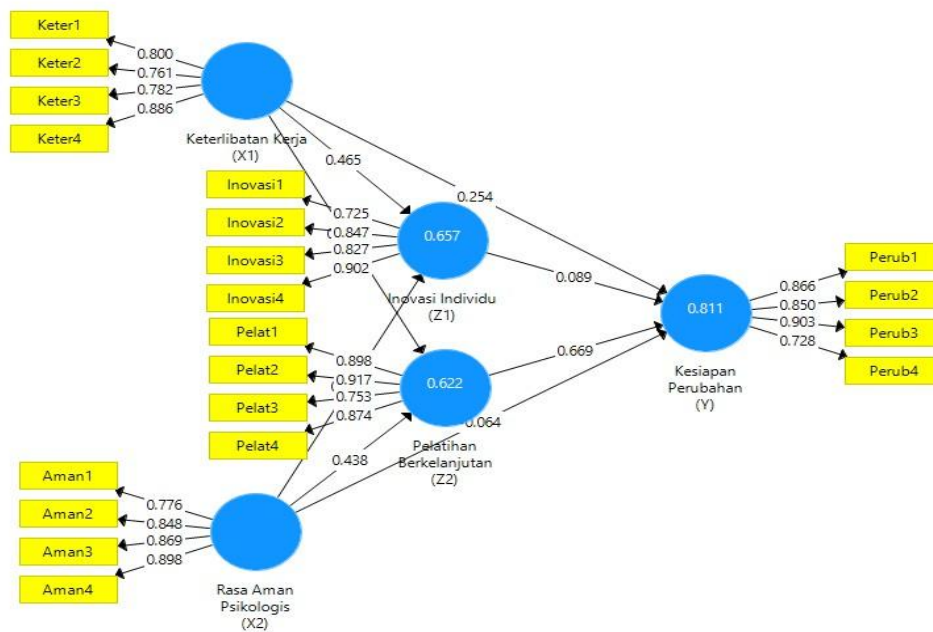 Keter1
Keter2
Keter3
Keter4
0.800
0.761
0.782
0.886
Keterlibatan Kerja
(X1)
0.465
0.254
Inovasi1
Inovasi2
Inovasi3
Inovasi4
0.725
0.847
0.827
0.902
0.657
Inovasi Individu
(Z1)
0.089
Pelat1
Pelat2
Pelat3
Pelat4
0.898
0.917
0.753
0.874
0.622
Pelatihan
Berkelanjutan
(Z2)
0.669
0.064
0.438
Perub1
Perub2
Perub3
Perub4
0.866
0.850
0.903
0.728
0.811
Kesiapan
Perubahan
(Y)
Aman1
Aman2
Aman3
Aman4
0.776
0.848
0.869
0.898
Rasa Aman
Psikologis
(X2)